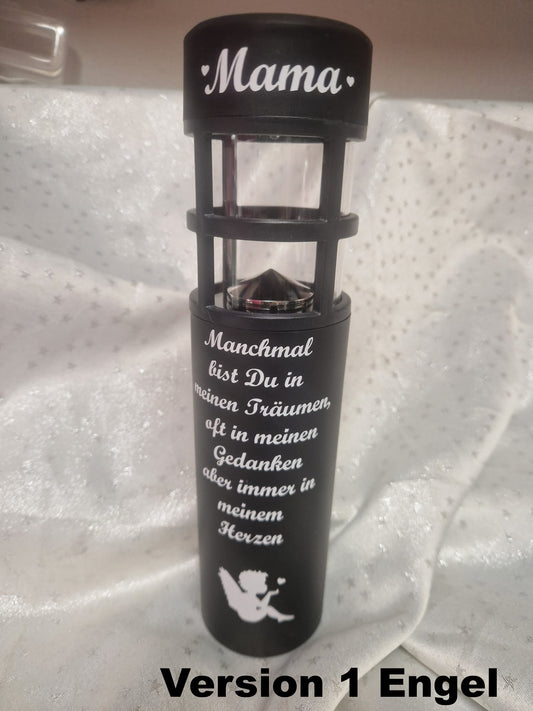 Mama
Manchmal
bist Du in
meinen Träumen,
oft in meinen
Gedanken
aber immer in
meinem
Herzen
Version 1 Engel